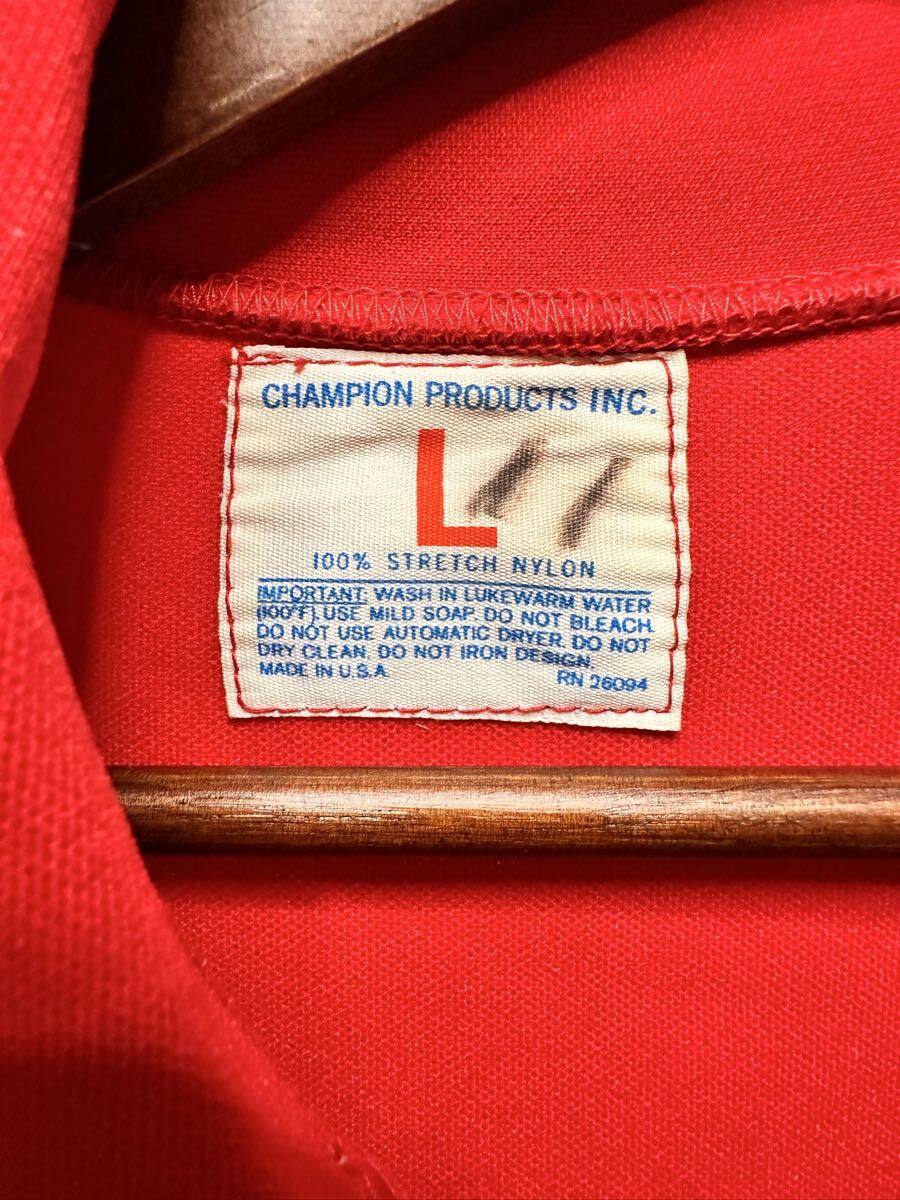 CHAMPION PRODUCTS INC.
L 11
100% STRETCH NYLON
IMPORTANT: WASH IN LUKEWARM WATER
(100°F). USE MILD SOAP. DO NOT BLEACH.
DO NOT USE AUTOMATIC DRYER. DO NOT
DRY CLEAN. DO NOT IRON DESIGN.
MADE IN U.S.A. RN 26094